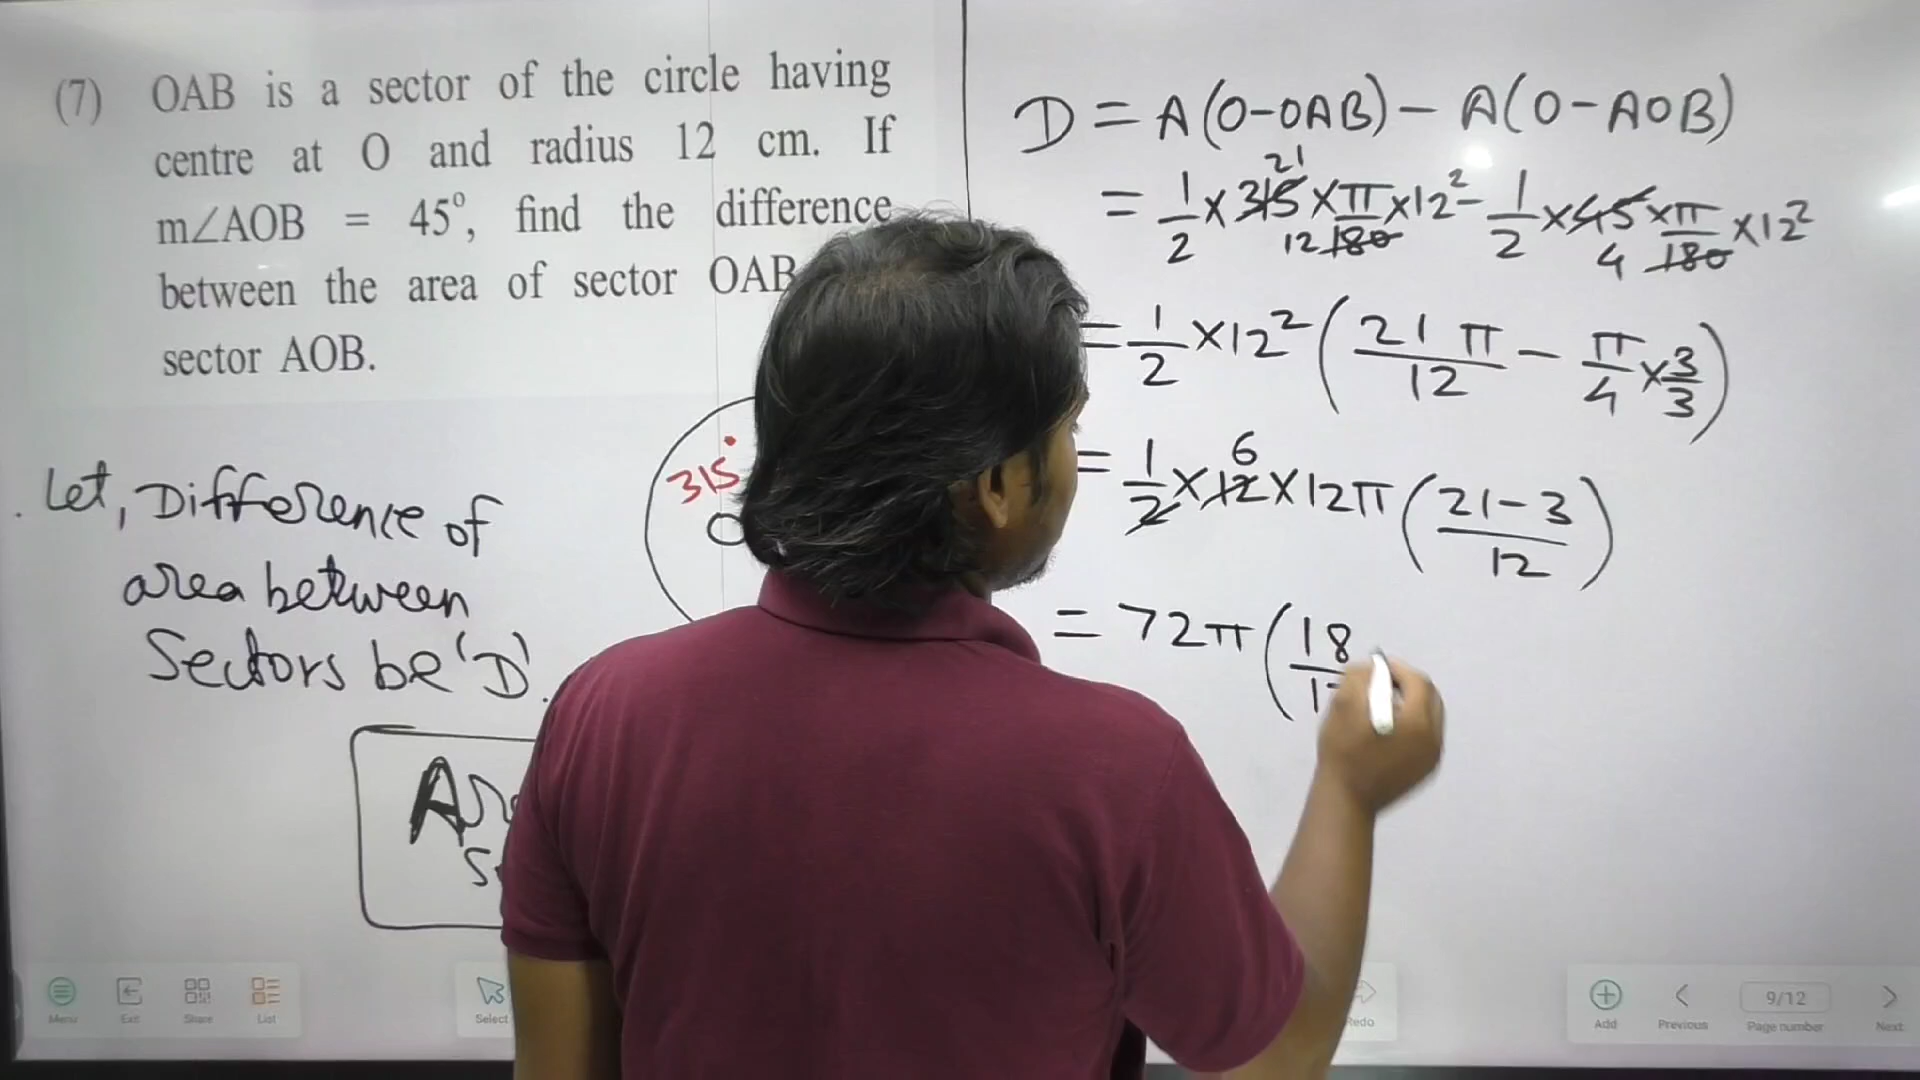 (7) OAB is a sector of the circle having
centre at O and radius 12 cm. If
m∠AOB = 45°, find the difference
between the area of sector OAB
sector AOB.
315°
O
Let, Difference of
area between
Sectors be 'D'.
D = A(O-OAB) - A(O-AOB)
= 1/2 × 315 21 × π/180 12 × 12² - 1/2 × 45 × π/180 4 × 12²
= 1/2 × 12² (21 π/12 - π/4 × 3/3)
= 1/2 × 12 6 × 12π (21-3/12)
= 72π (18
Menu
Exit
Share
List
Select
Redo
Add
Previous
9/12
Page number
Next